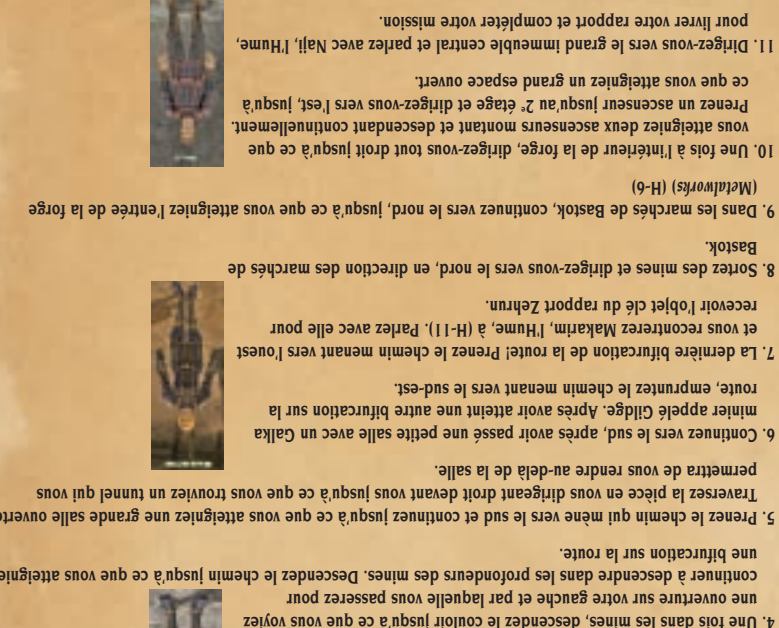 4. Une fois dans les mines, descendez le couloir jusqu'à ce que vous voyiez
une ouverture sur votre gauche et par laquelle vous passerez pour
continuer à descendre dans les profondeurs des mines. Descendez le chemin jusqu'à ce que vous atteignie
une bifurcation sur la route.
5. Prenez le chemin qui mène vers le sud et continuez jusqu'à ce que vous atteigniez une grande salle ouverte
Traversez la pièce en vous dirigeant droit devant vous jusqu'à ce que vous trouviez un tunnel qui vous
permettra de vous rendre au-delà de la salle.
6. Continuez vers le sud, après avoir passé une petite salle avec un Galka
minier appelé Gildge. Après avoir atteint une autre bifurcation sur la
route, empruntez le chemin menant vers le sud-est.
7. La dernière bifurcation de la route! Prenez le chemin menant vers l'ouest
et vous recontrerez Makarim, l'Hume, à (H-11). Parlez avec elle pour
recevoir l'objet clé du rapport Zehrun.
8. Sortez des mines et dirigez-vous vers le nord, en direction des marchés de
Bastok.
9. Dans les marchés de Bastok, continuez vers le nord, jusqu'à ce que vous atteigniez l'entrée de la forge
(Metalworks) (H-6)
10. Une fois à l'intérieur de la forge, dirigez-vous tout droit jusqu'à ce que
vous atteigniez deux ascenseurs montant et descendant continuellement.
Prenez un ascenseur jusqu'au 2e étage et dirigez-vous vers l'est, jusqu'à
ce que vous atteigniez un grand espace ouvert.
11. Dirigez-vous vers le grand immeuble central et parlez avec Naji, l'Hume,
pour livrer votre rapport et compléter votre mission.